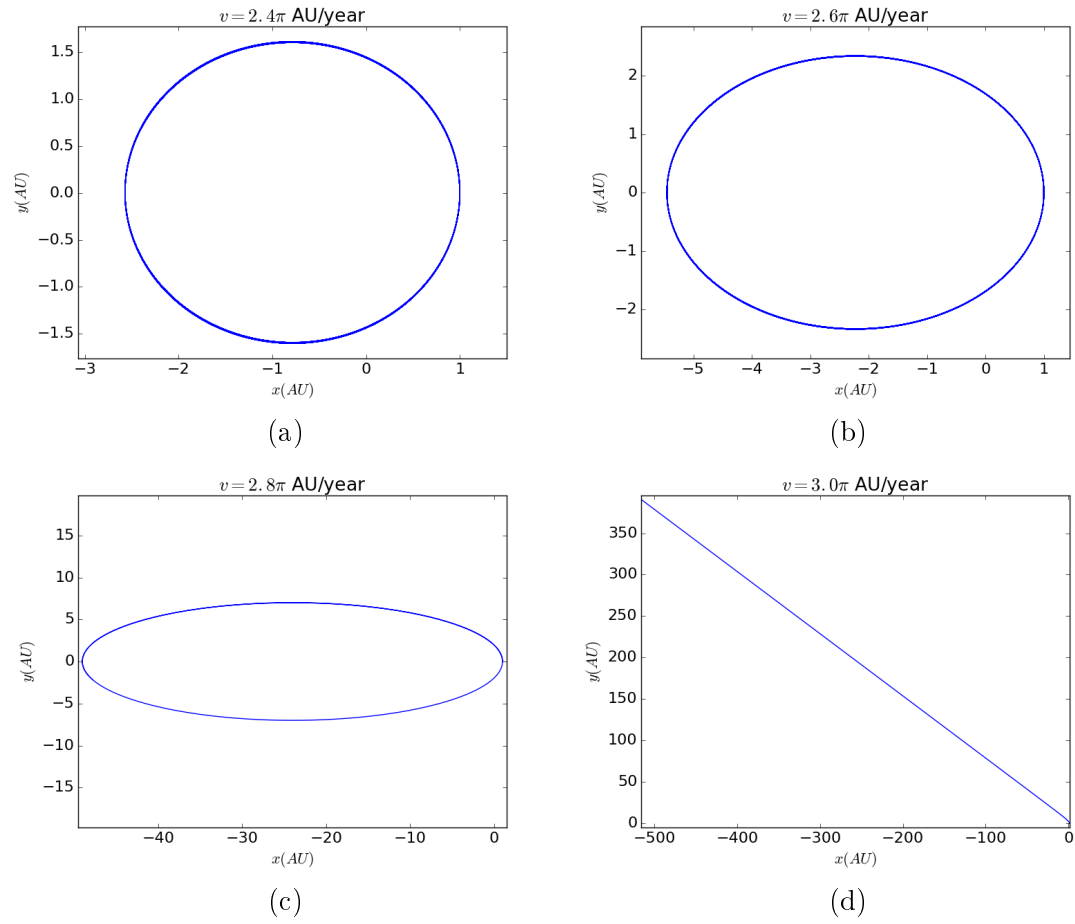 v = 2.4π AU/year
1.5
1.0
0.5
0.0
−0.5
−1.0
−1.5
y(AU)
−3 −2 −1 0 1
x(AU)
(a)
v = 2.6π AU/year
2
1
0
−1
−2
y(AU)
−5 −4 −3 −2 −1 0 1
x(AU)
(b)
v = 2.8π AU/year
15
10
5
0
−5
−10
−15
y(AU)
−40 −30 −20 −10 0
x(AU)
(c)
v = 3.0π AU/year
350
300
250
200
150
100
50
0
y(AU)
−500 −400 −300 −200 −100 0
x(AU)
(d)